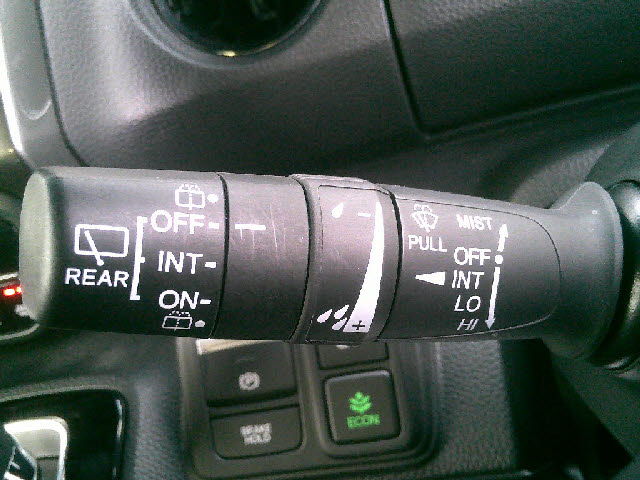 REAR
OFF-
INT-
ON-
-
+
PULL
MIST
OFF
INT
LO
HI
BRAKE
HOLD
ECON